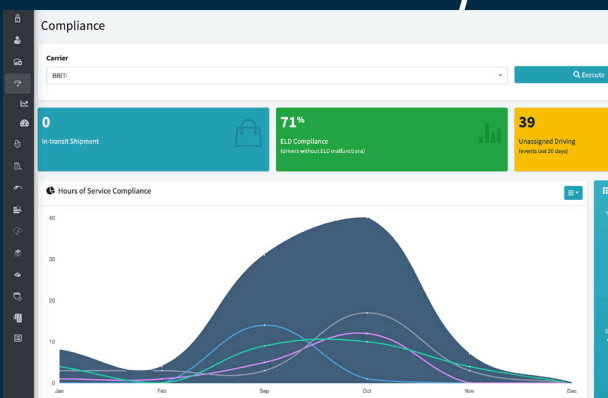 Compliance
Carrier
BRIT-
Execute
0
In-transit Shipment
71%
ELD Compliance
(drivers without ELD malfunctions)
39
Unassigned Driving
(events last 30 days)
Hours of Service Compliance
40
30
20
10
0
Jan
Feb
Sep
Oct
Nov
Dec